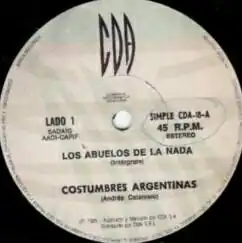 CDA
LADO 1
SADAIC
AADI-CAPIF
SIMPLE CDA-18-A
45 R.P.M.
ESTEREO
LOS ABUELOS DE LA NADA
(Intérprete)
COSTUMBRES ARGENTINAS
(Andrés Calamaro)